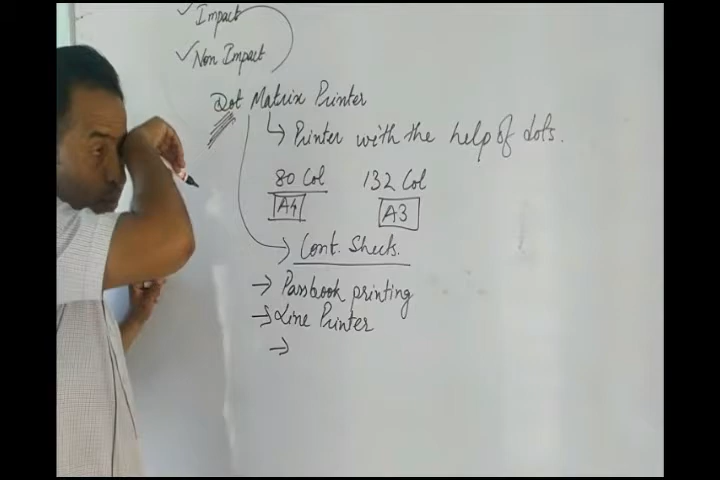 ✓ Impact
✓ Non Impact
Dot Matrix Printer
↳ Printer with the help of dots.
80 Col 132 Col
A4 A3
→ Cont. Sheets.
→ Passbook printing
→ Line Printer
→